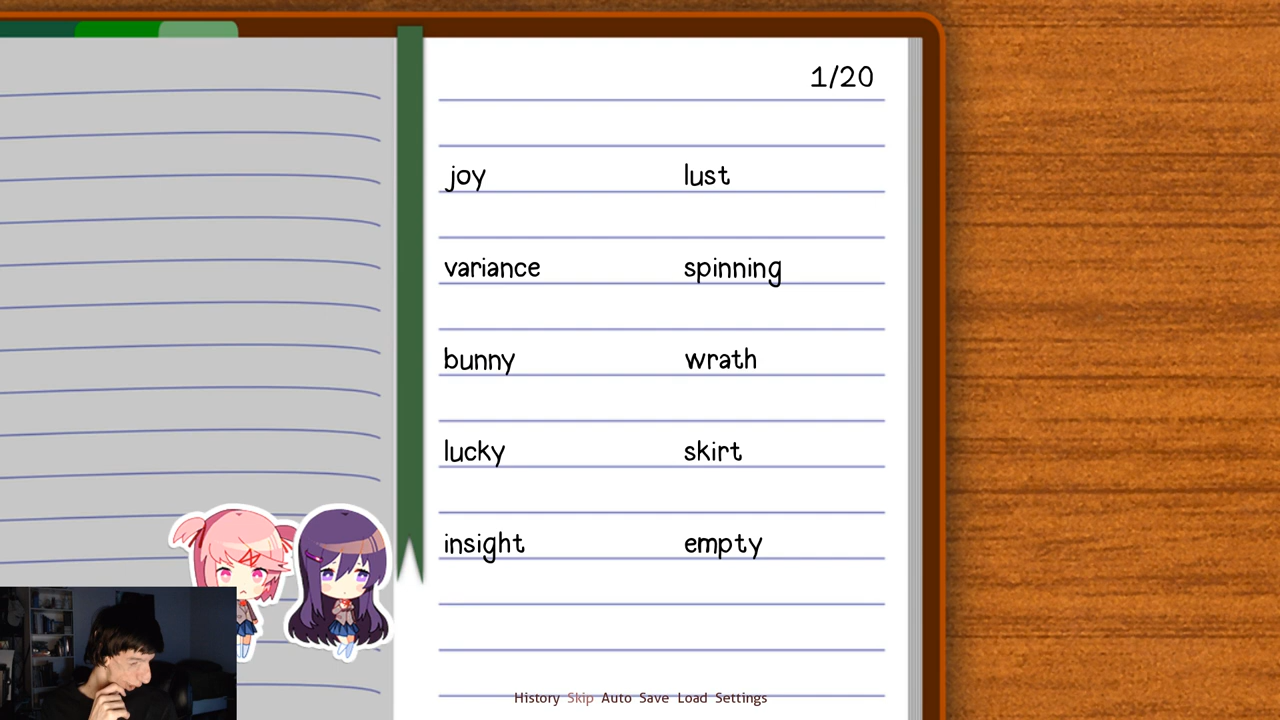 1/20
joy lust
variance spinning
bunny wrath
lucky skirt
insight empty
History Skip Auto Save Load Settings